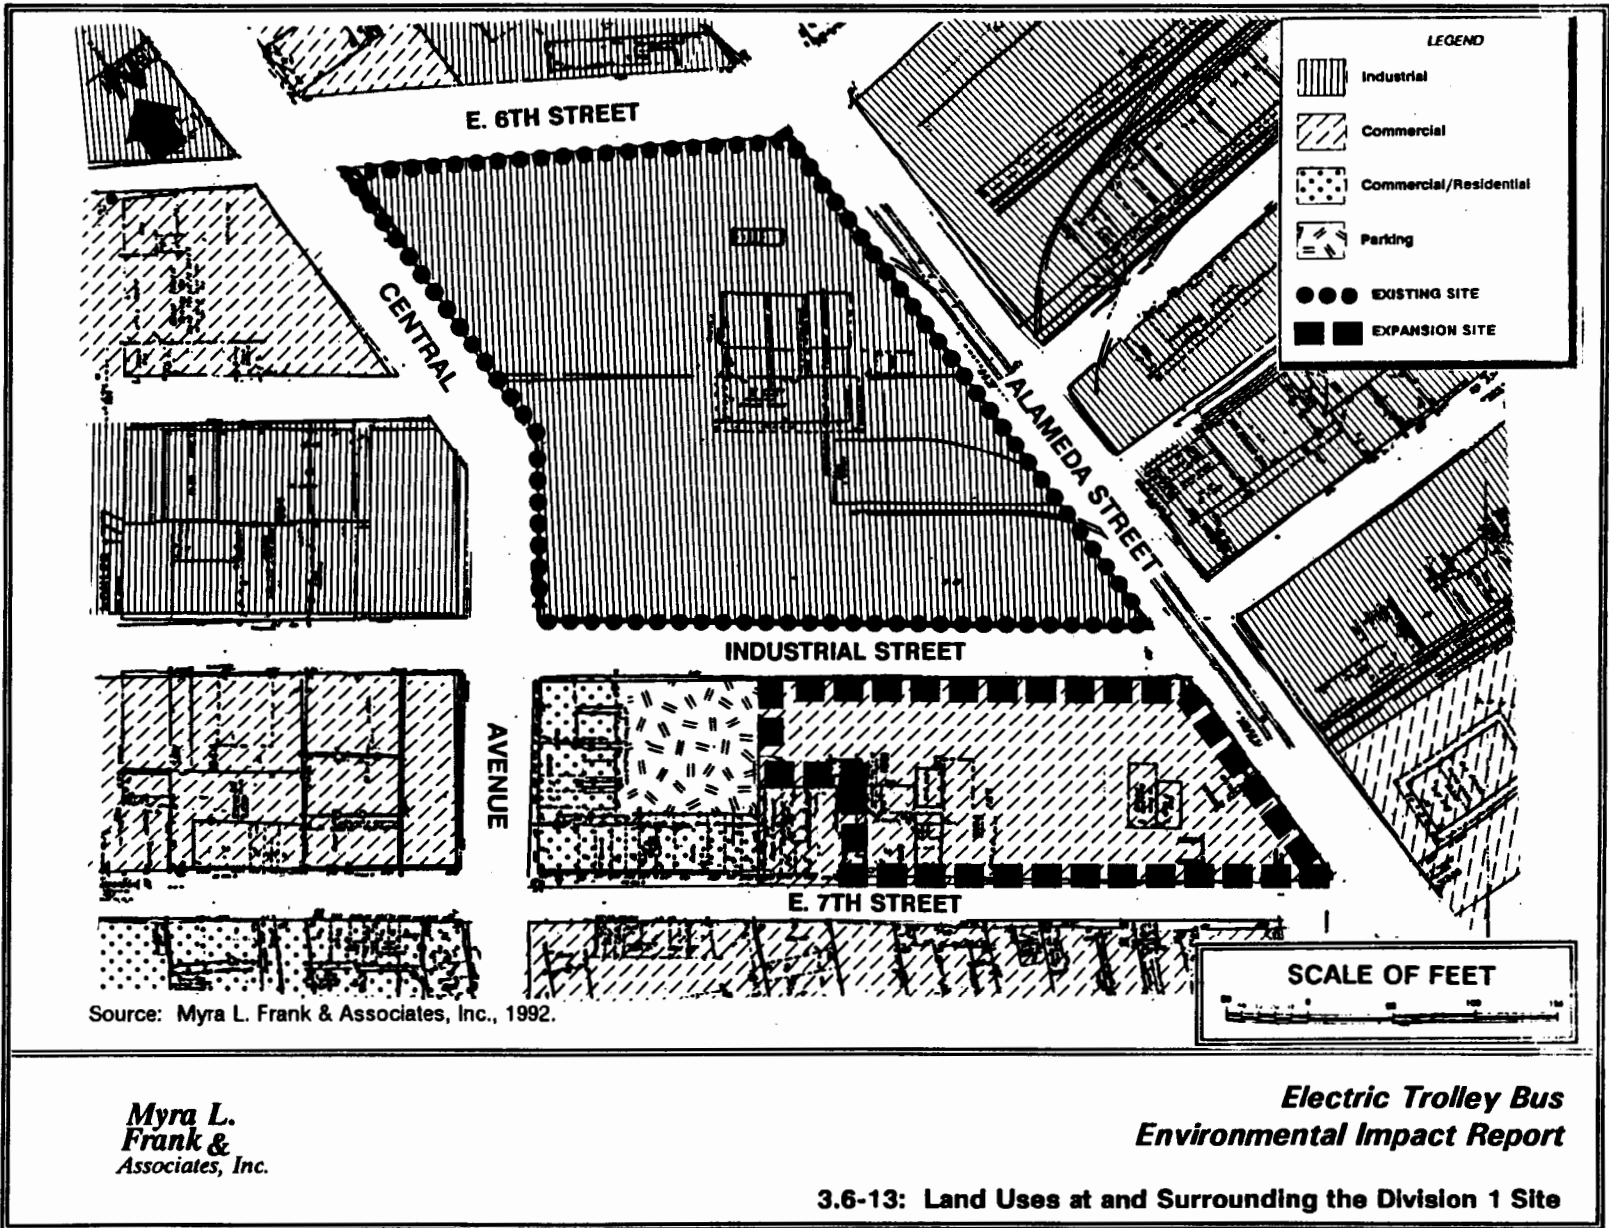 LEGEND
Industrial
Commercial
Commercial/Residential
Parking
EXISTING SITE
EXPANSION SITE
E. 6TH STREET
CENTRAL
ALAMEDA STREET
INDUSTRIAL STREET
AVENUE
E. 7TH STREET
SCALE OF FEET
Source: Myra L. Frank & Associates, Inc., 1992.
Myra L.
Frank &
Associates, Inc.
Electric Trolley Bus
Environmental Impact Report
3.6-13: Land Uses at and Surrounding the Division 1 Site